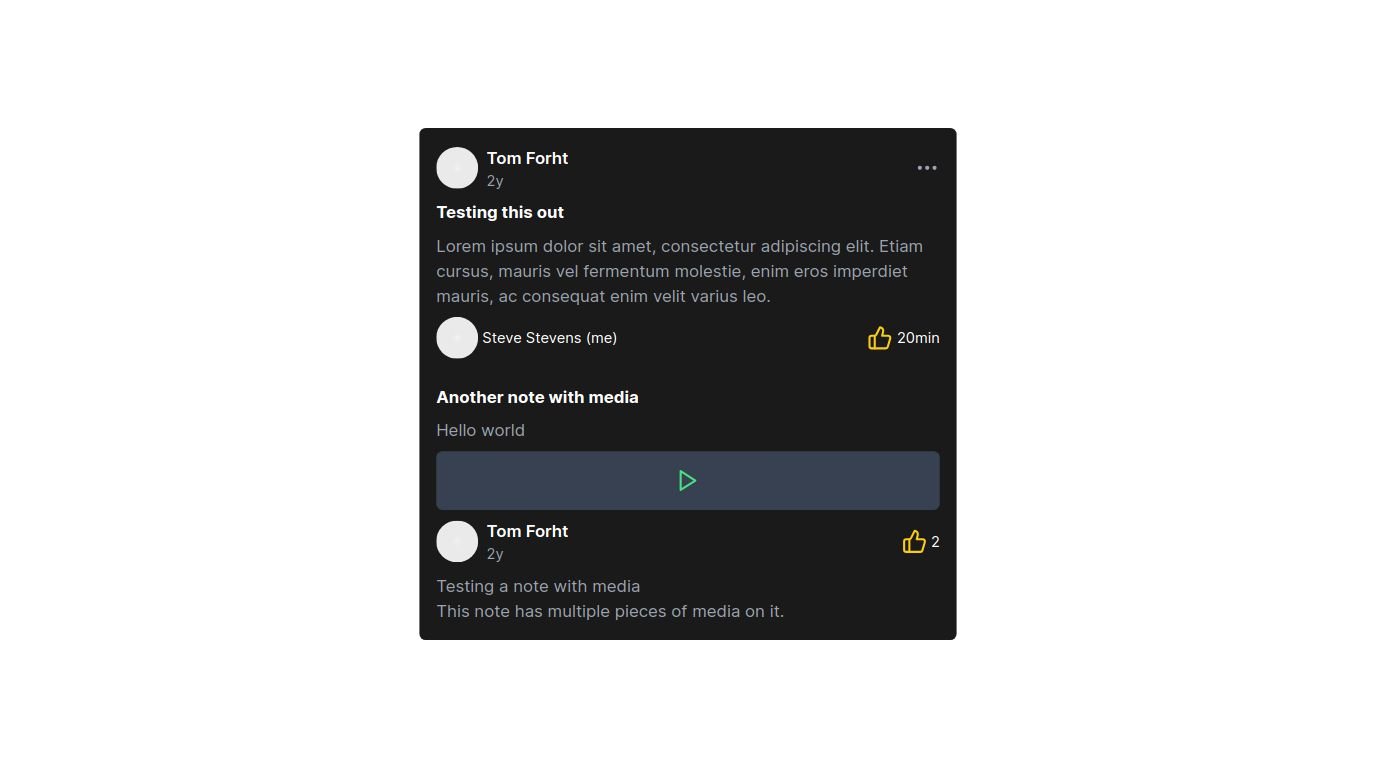 Tom Forht
2y
Testing this out
Lorem ipsum dolor sit amet, consectetur adipiscing elit. Etiam
cursus, mauris vel fermentum molestie, enim eros imperdiet
mauris, ac consequat enim velit varius leo.
Steve Stevens (me)
20min
Another note with media
Hello world
Tom Forht
2y
2
Testing a note with media
This note has multiple pieces of media on it.